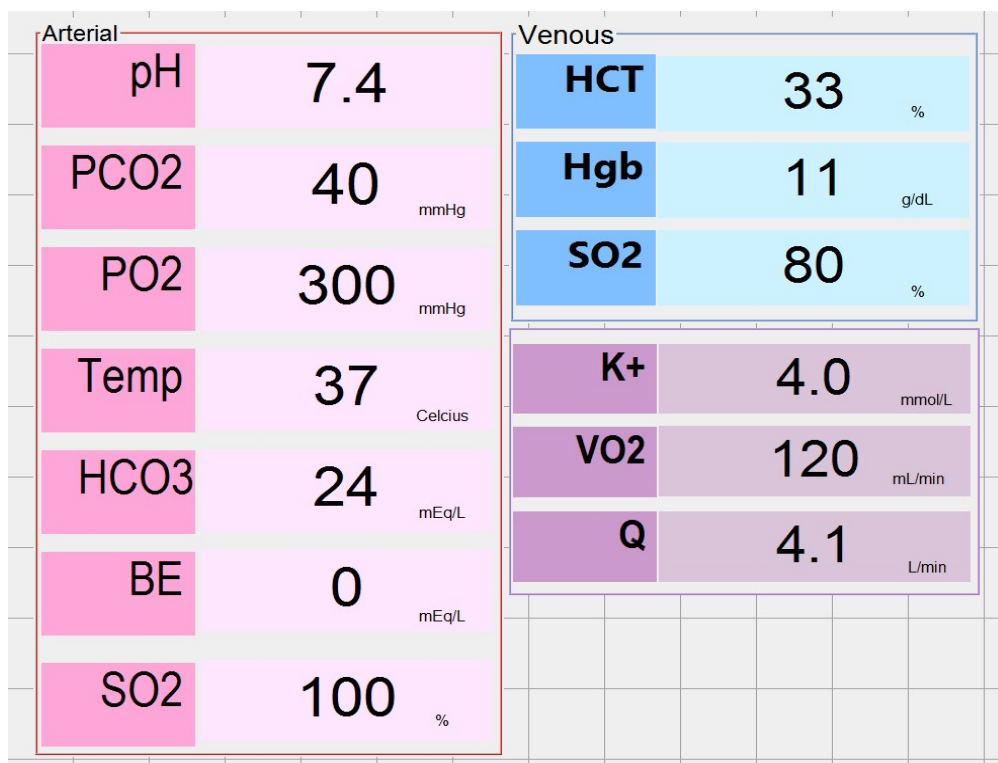 Arterial
pH 7.4
PCO2 40 mmHg
PO2 300 mmHg
Temp 37 Celcius
HCO3 24 mEq/L
BE 0 mEq/L
SO2 100 %
Venous
HCT 33 %
Hgb 11 g/dL
SO2 80 %
K+ 4.0 mmol/L
VO2 120 mL/min
Q 4.1 L/min